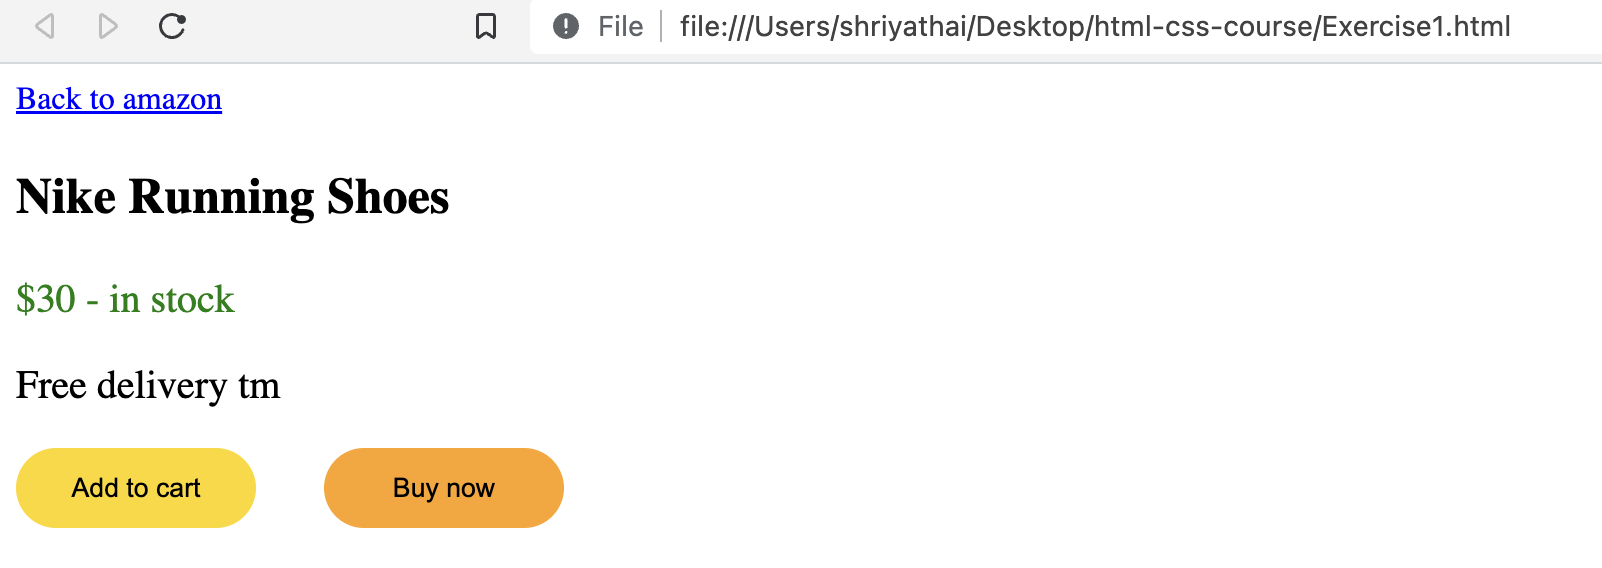 File file:///Users/shriyathai/Desktop/html-css-course/Exercise1.html
Back to amazon
Nike Running Shoes
$30 - in stock
Free delivery tm
Add to cart Buy now